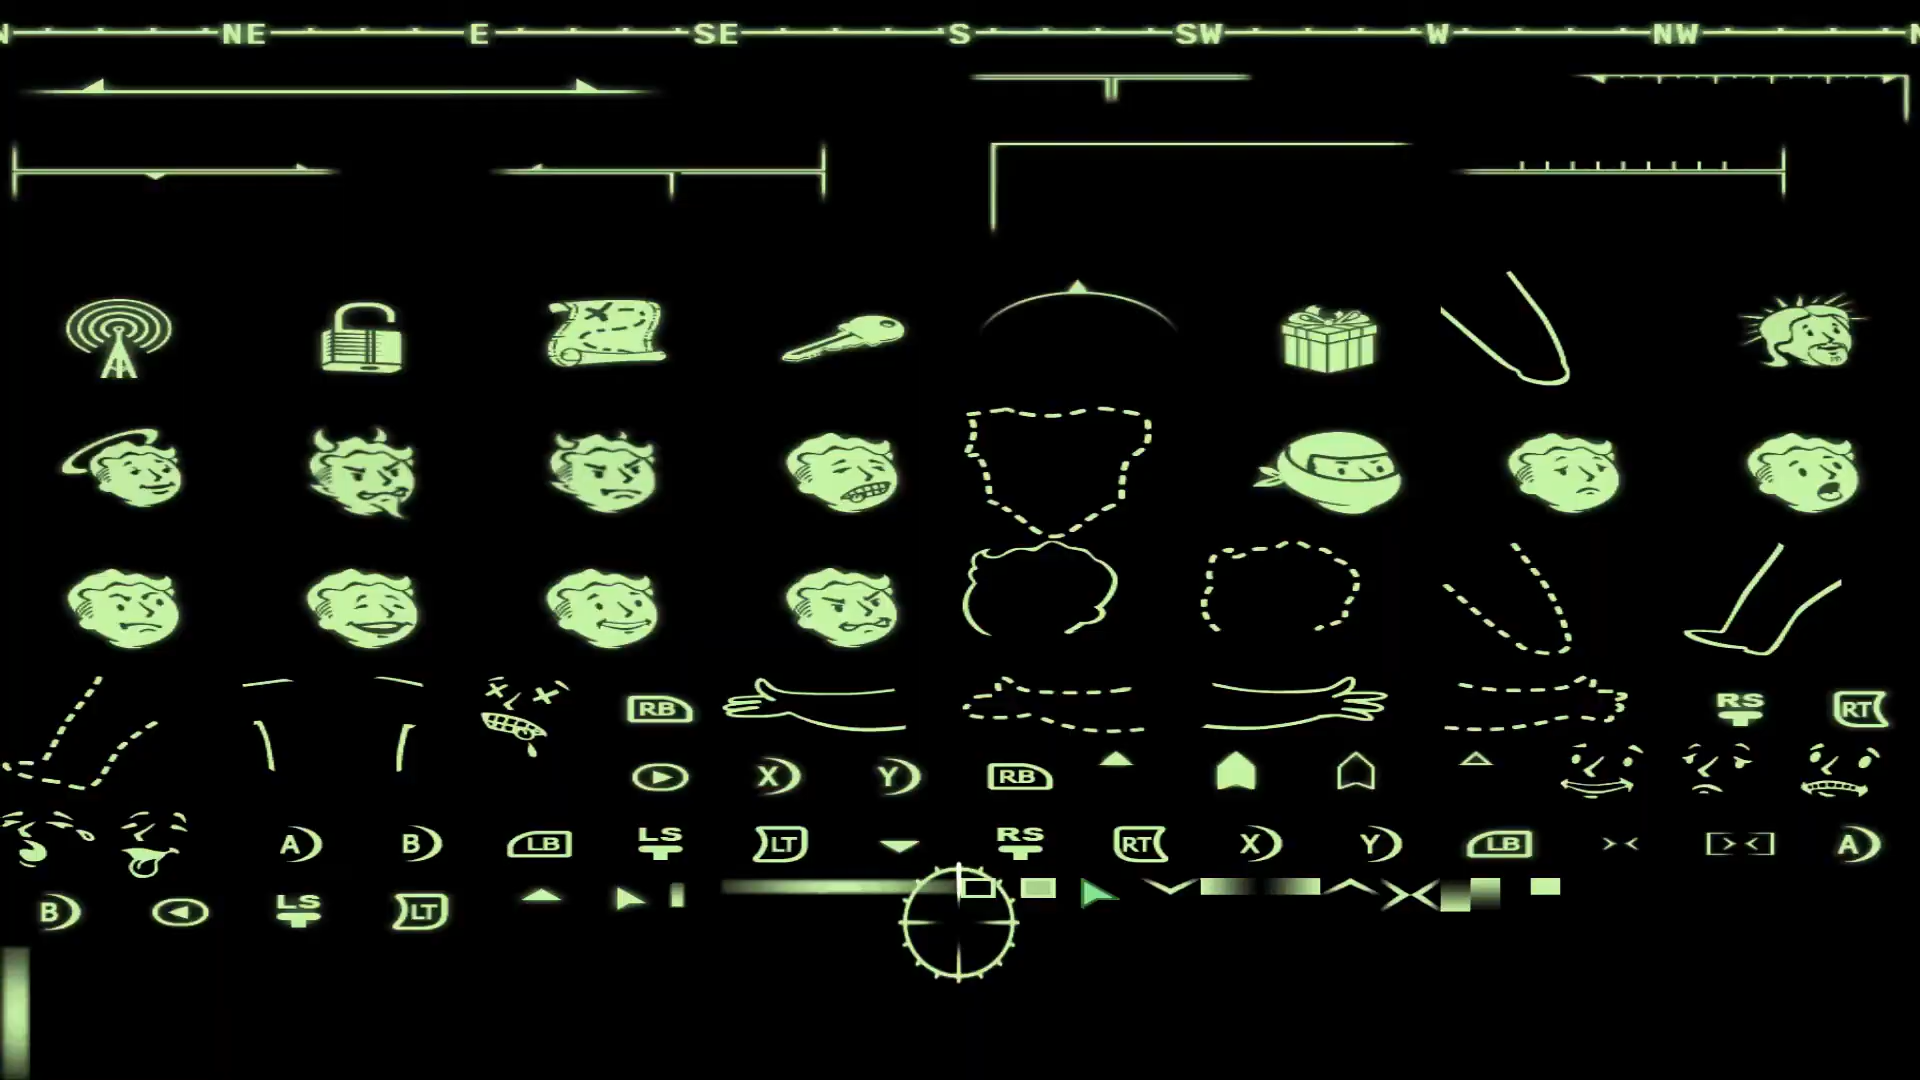 N NE E SE S SW W NW N
RB RS RT
X Y RB
A B LB LS LT RS RT X Y LB >< [><] A
B LS LT